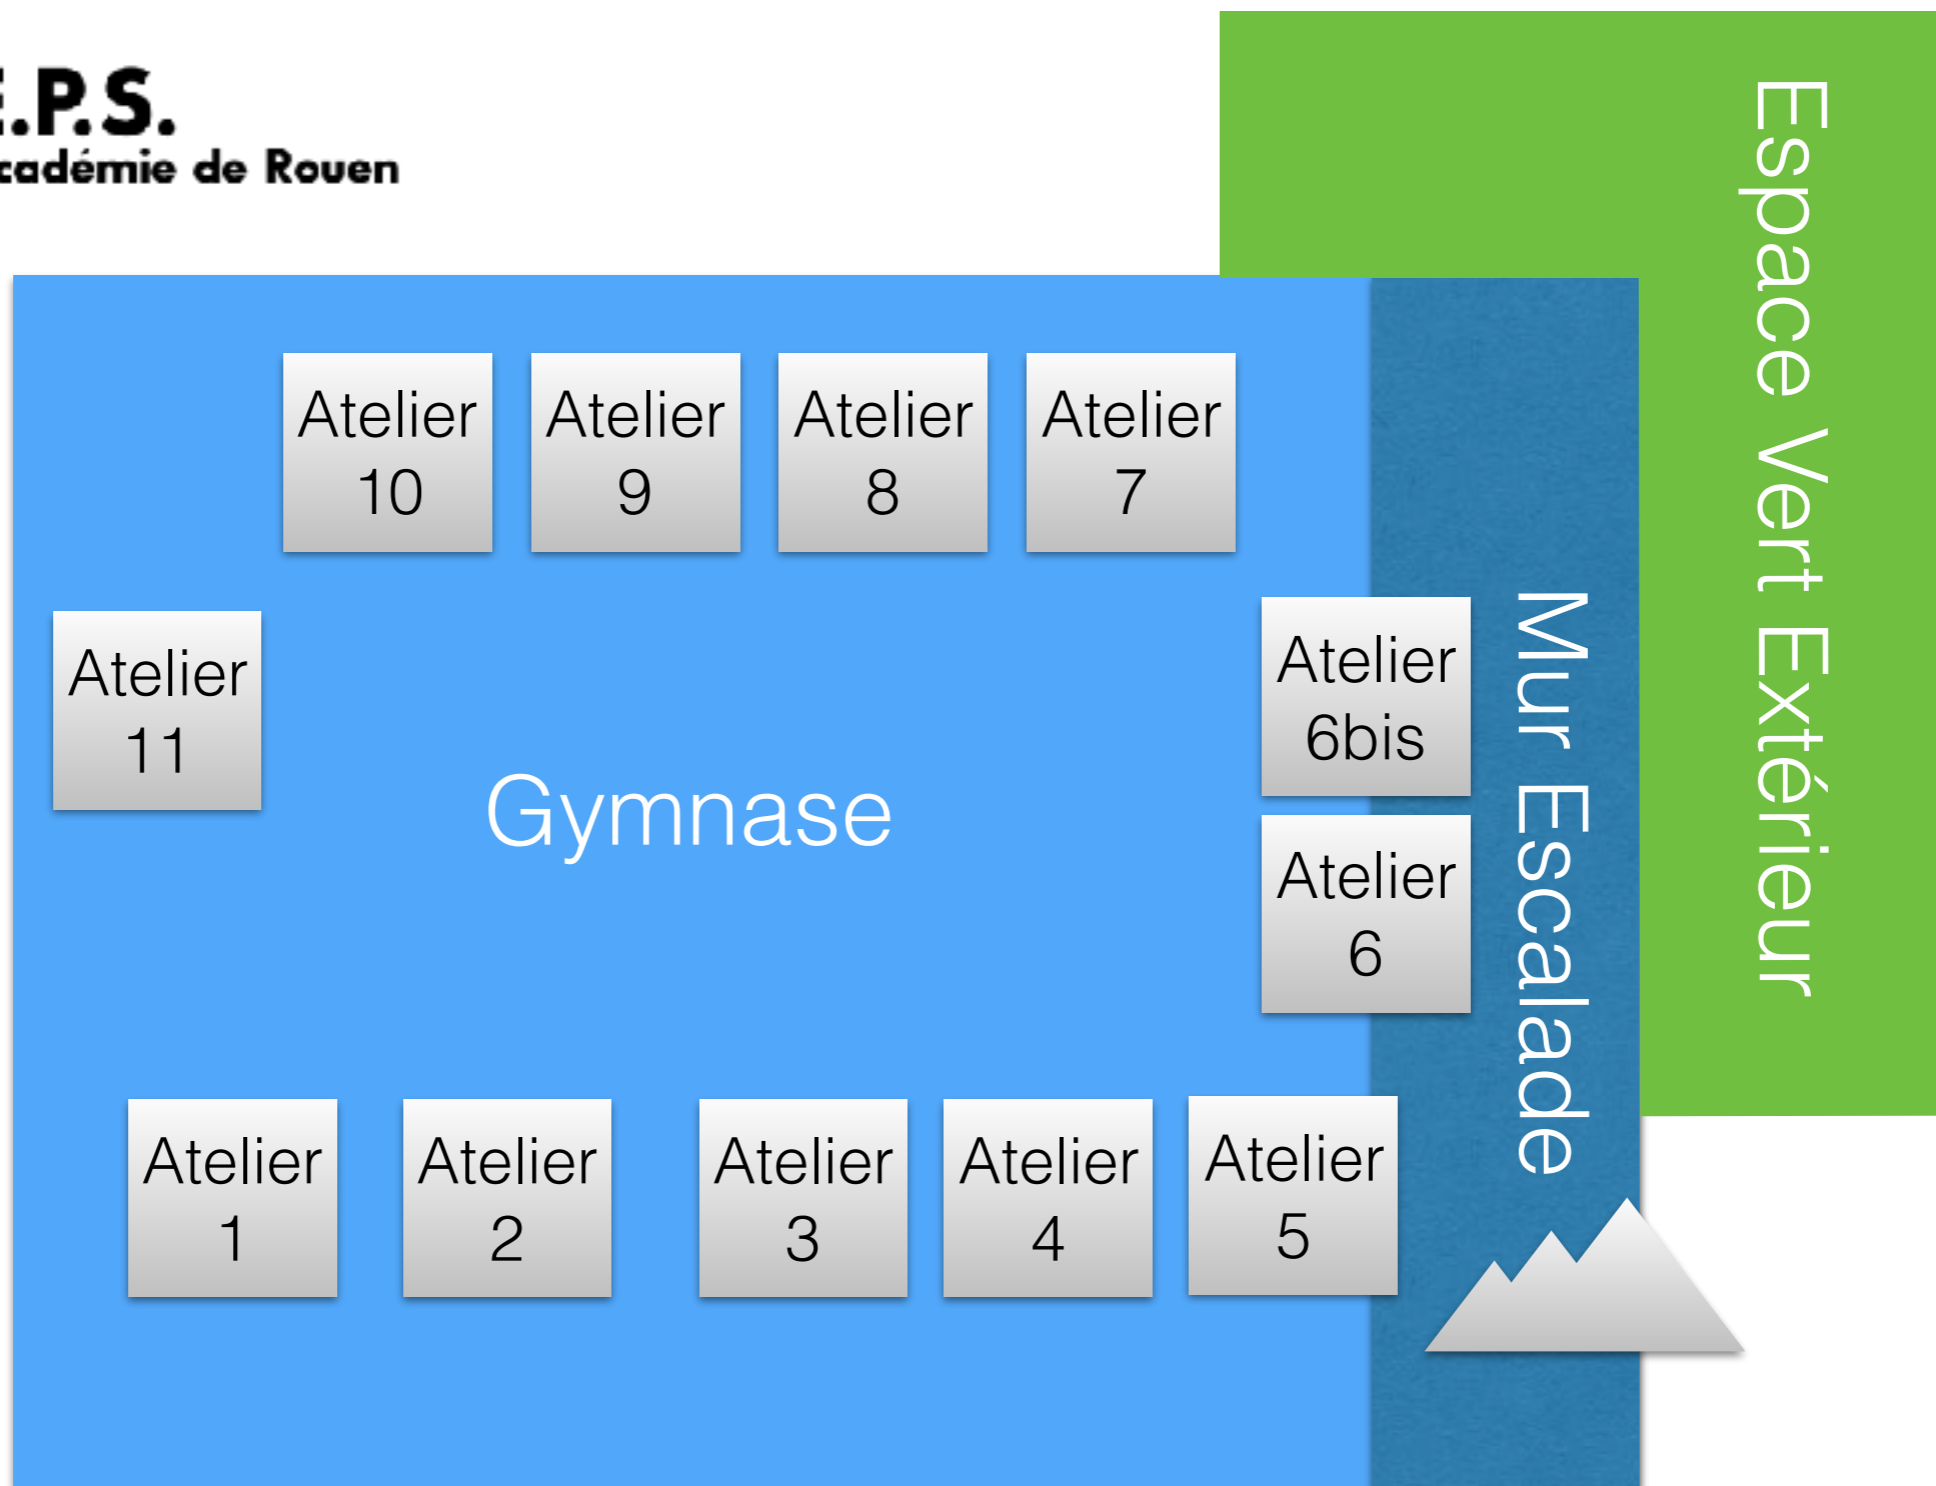 E.P.S.
cadémie de Rouen
Espace Vert Extérieur
Atelier
10
Atelier
9
Atelier
8
Atelier
7
Atelier
11
Gymnase
Atelier
6bis
Atelier
6
Mur Escalade
Atelier
1
Atelier
2
Atelier
3
Atelier
4
Atelier
5